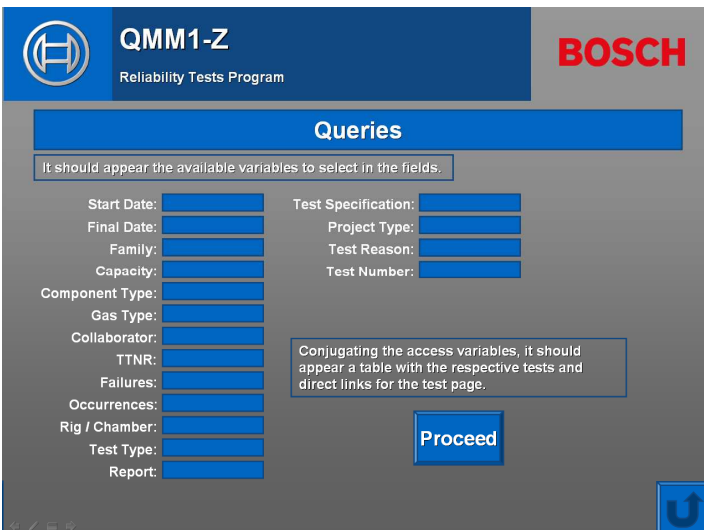 QMM1-Z
Reliability Tests Program
BOSCH
Queries
It should appear the available variables to select in the fields.
Start Date:
Final Date:
Family:
Capacity:
Component Type:
Gas Type:
Collaborator:
TTNR:
Failures:
Occurrences:
Rig / Chamber:
Test Type:
Report:
Test Specification:
Project Type:
Test Reason:
Test Number:
Conjugating the access variables, it should
appear a table with the respective tests and
direct links for the test page.
Proceed